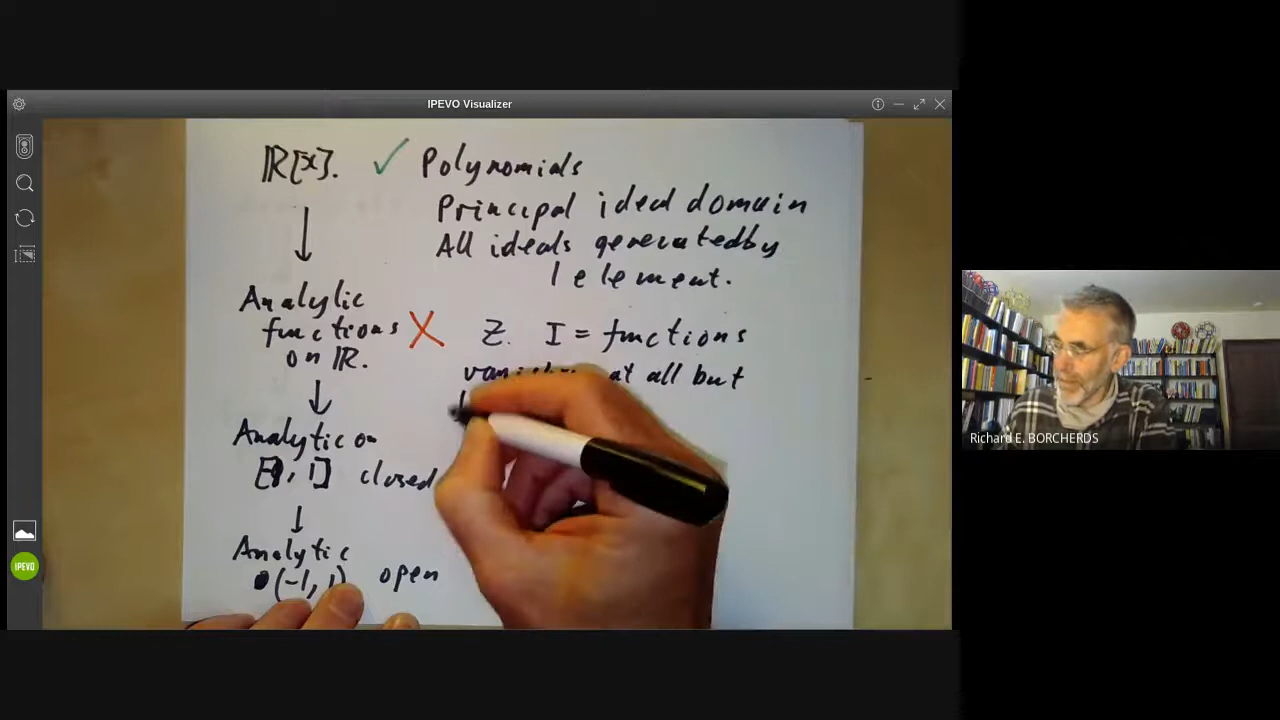 IPEVO Visualizer
ℝ[x]. ✓ Polynomials
Principal ideal domain
All ideals generated by
1 element.
↓
Analytic
functions
on ℝ.
X
Z. I = functions
at all but
↓
Analytic on
[ , 1] closed
↓
Analytic
(-1, 1) open
IPEVO
Richard E. BORCHERDS